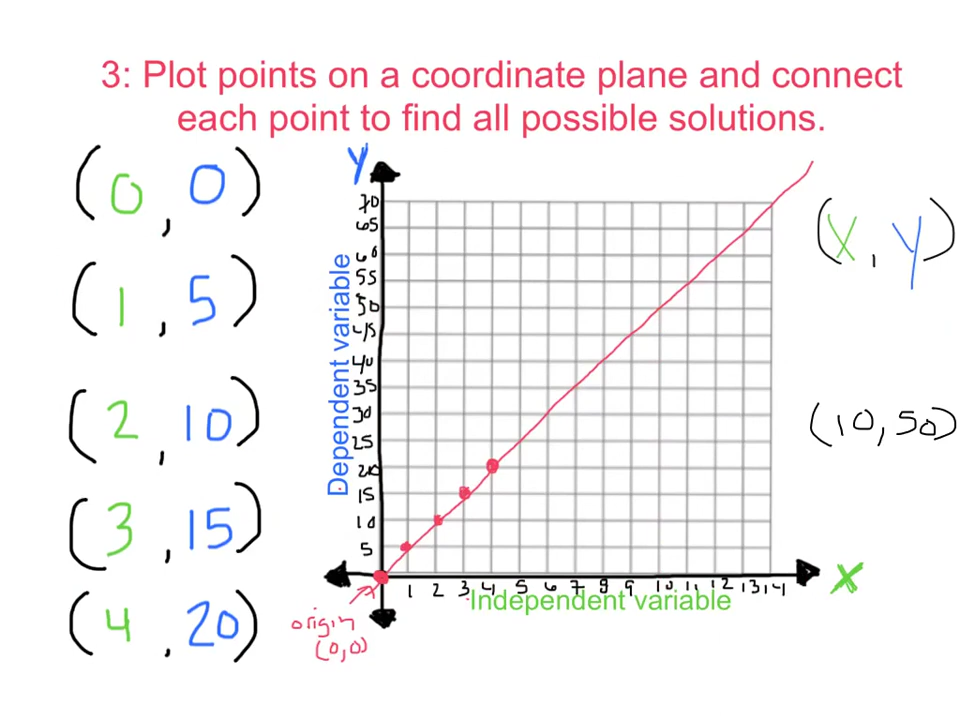 3: Plot points on a coordinate plane and connect
each point to find all possible solutions.
(0, 0)
(1, 5)
(2, 10)
(3, 15)
(4, 20)
Y
Dependent variable
70
65
60
55
50
45
40
35
30
25
20
15
10
5
1 2 3 4 5 6 7 8 9 10 11 12 13 14
X
Independent variable
origin
(0,0)
(X, Y)
(10, 50)